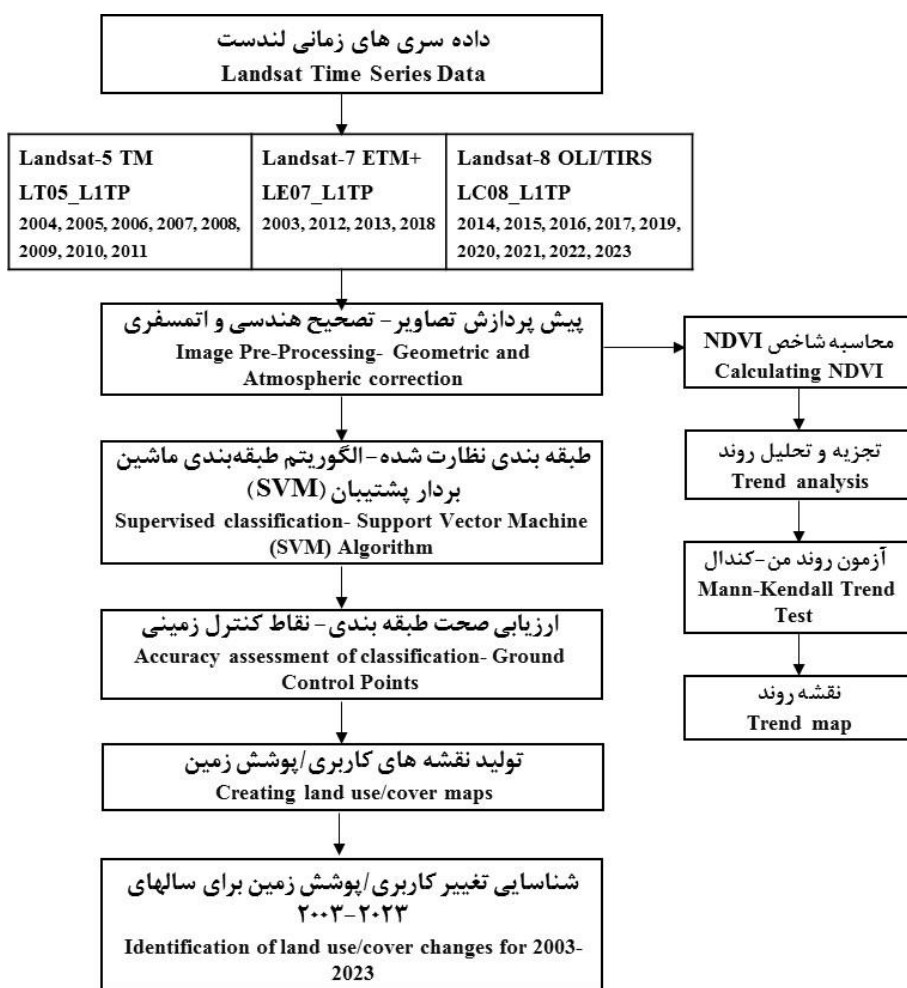 داده سری های زمانی لندست
Landsat Time Series Data
Landsat-5 TM
LT05_L1TP
2004, 2005, 2006, 2007, 2008,
2009, 2010, 2011
Landsat-7 ETM+
LE07_L1TP
2003, 2012, 2013, 2018
Landsat-8 OLI/TIRS
LC08_L1TP
2014, 2015, 2016, 2017, 2019,
2020, 2021, 2022, 2023
پیش پردازش تصاویر- تصحیح هندسی و اتمسفری
Image Pre-Processing- Geometric and
Atmospheric correction
طبقه بندی نظارت شده-الگوریتم طبقه‌بندی ماشین
بردار پشتیبان (SVM)
Supervised classification- Support Vector Machine
(SVM) Algorithm
ارزیابی صحت طبقه بندی- نقاط کنترل زمینی
Accuracy assessment of classification- Ground
Control Points
تولید نقشه های کاربری/پوشش زمین
Creating land use/cover maps
شناسایی تغییر کاربری/پوشش زمین برای سالهای
۲۰۰۳-۲۰۲۳
Identification of land use/cover changes for 2003-
2023
محاسبه شاخص NDVI
Calculating NDVI
تجزیه و تحلیل روند
Trend analysis
آزمون روند من-کندال
Mann-Kendall Trend
Test
نقشه روند
Trend map